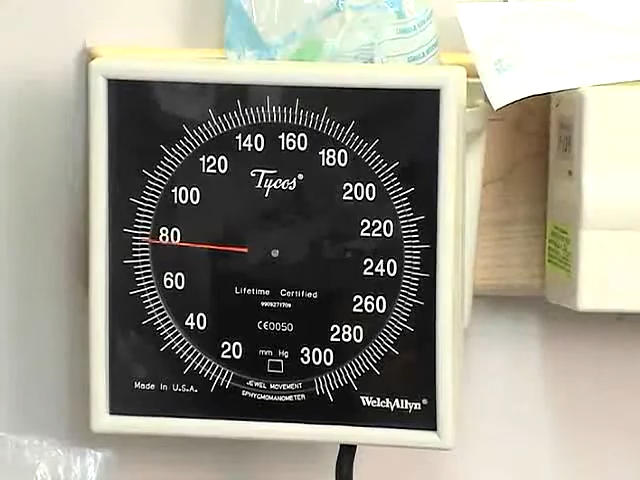 140 160
120 180
Tycos®
100 200
80 220
60 240
Lifetime Certified
9909271709
260
40 CE0050
280
20 mm Hg 300
Made in U.S.A.
JEWEL MOVEMENT
SPHYGMOMANOMETER
WelchAllyn®